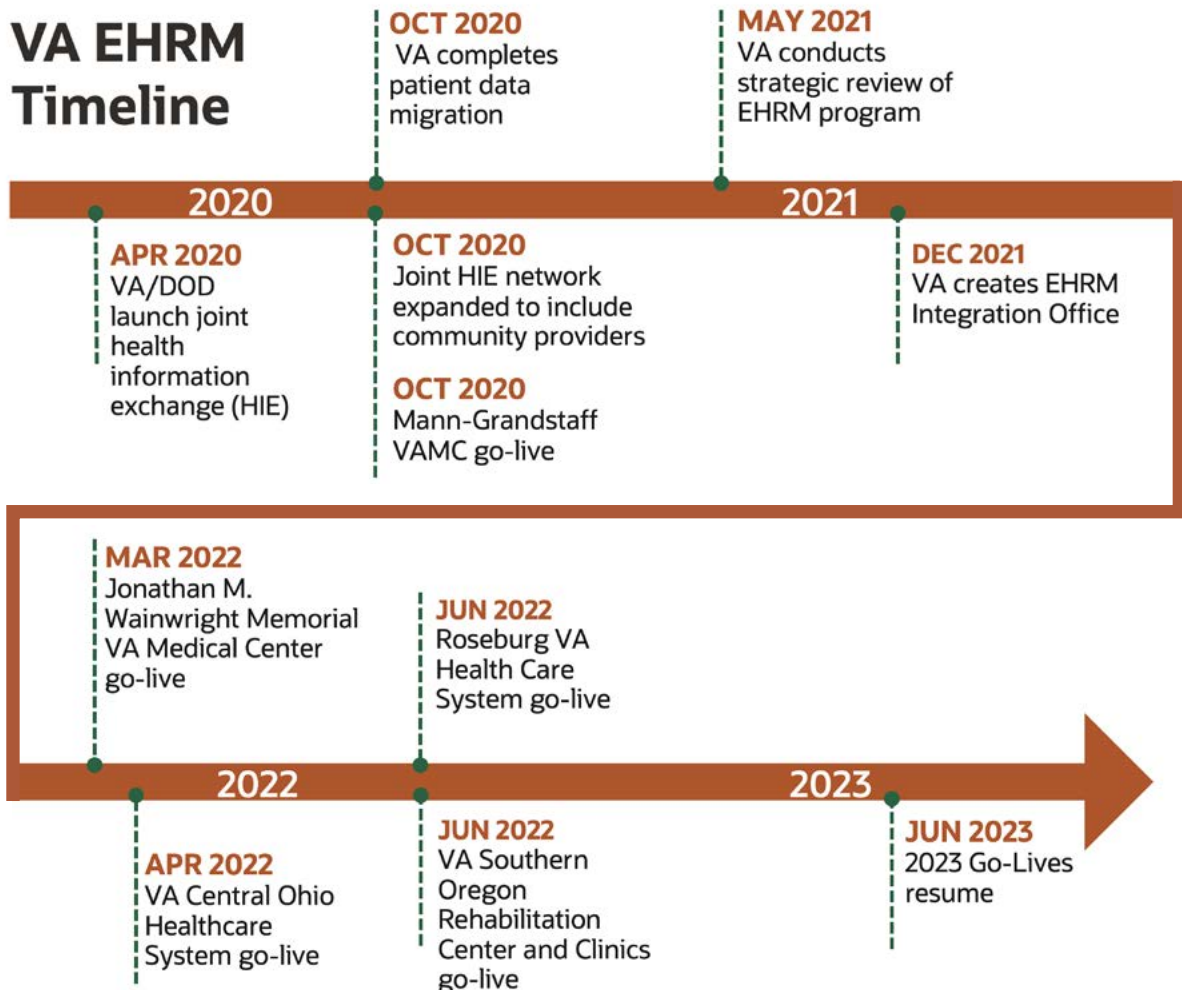 VA EHRM
Timeline
OCT 2020
VA completes
patient data
migration
MAY 2021
VA conducts
strategic review of
EHRM program
2020
2021
APR 2020
VA/DOD
launch joint
health
information
exchange (HIE)
OCT 2020
Joint HIE network
expanded to include
community providers
OCT 2020
Mann-Grandstaff
VAMC go-live
DEC 2021
VA creates EHRM
Integration Office
MAR 2022
Jonathan M.
Wainwright Memorial
VA Medical Center
go-live
JUN 2022
Roseburg VA
Health Care
System go-live
2022
2023
APR 2022
VA Central Ohio
Healthcare
System go-live
JUN 2022
VA Southern
Oregon
Rehabilitation
Center and Clinics
go-live
JUN 2023
2023 Go-Lives
resume